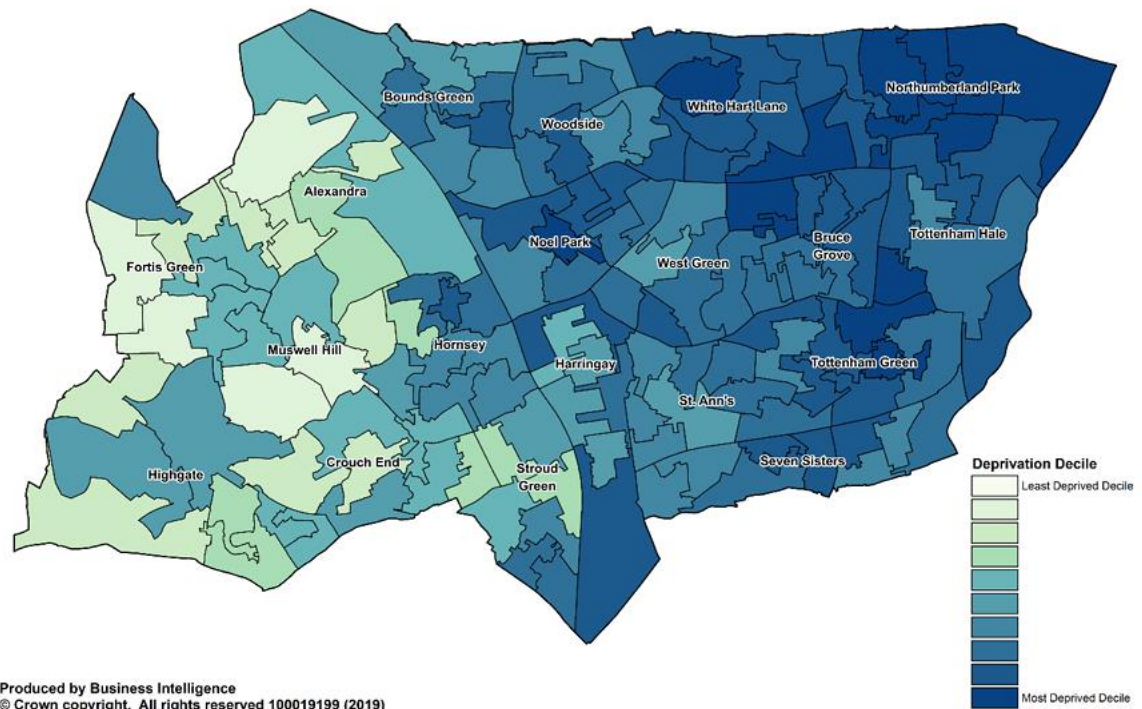 Bounds Green
Woodside
White Hart Lane
Northumberland Park
Alexandra
Noel Park
West Green
Bruce
Grove
Tottenham Hale
Fortis Green
Muswell Hill
Hornsey
Harringay
Tottenham Green
St. Ann's
Highgate
Crouch End
Stroud
Green
Seven Sisters
Deprivation Decile
Least Deprived Decile
Most Deprived Decile
Produced by Business Intelligence
© Crown copyright. All rights reserved 100019199 (2019)